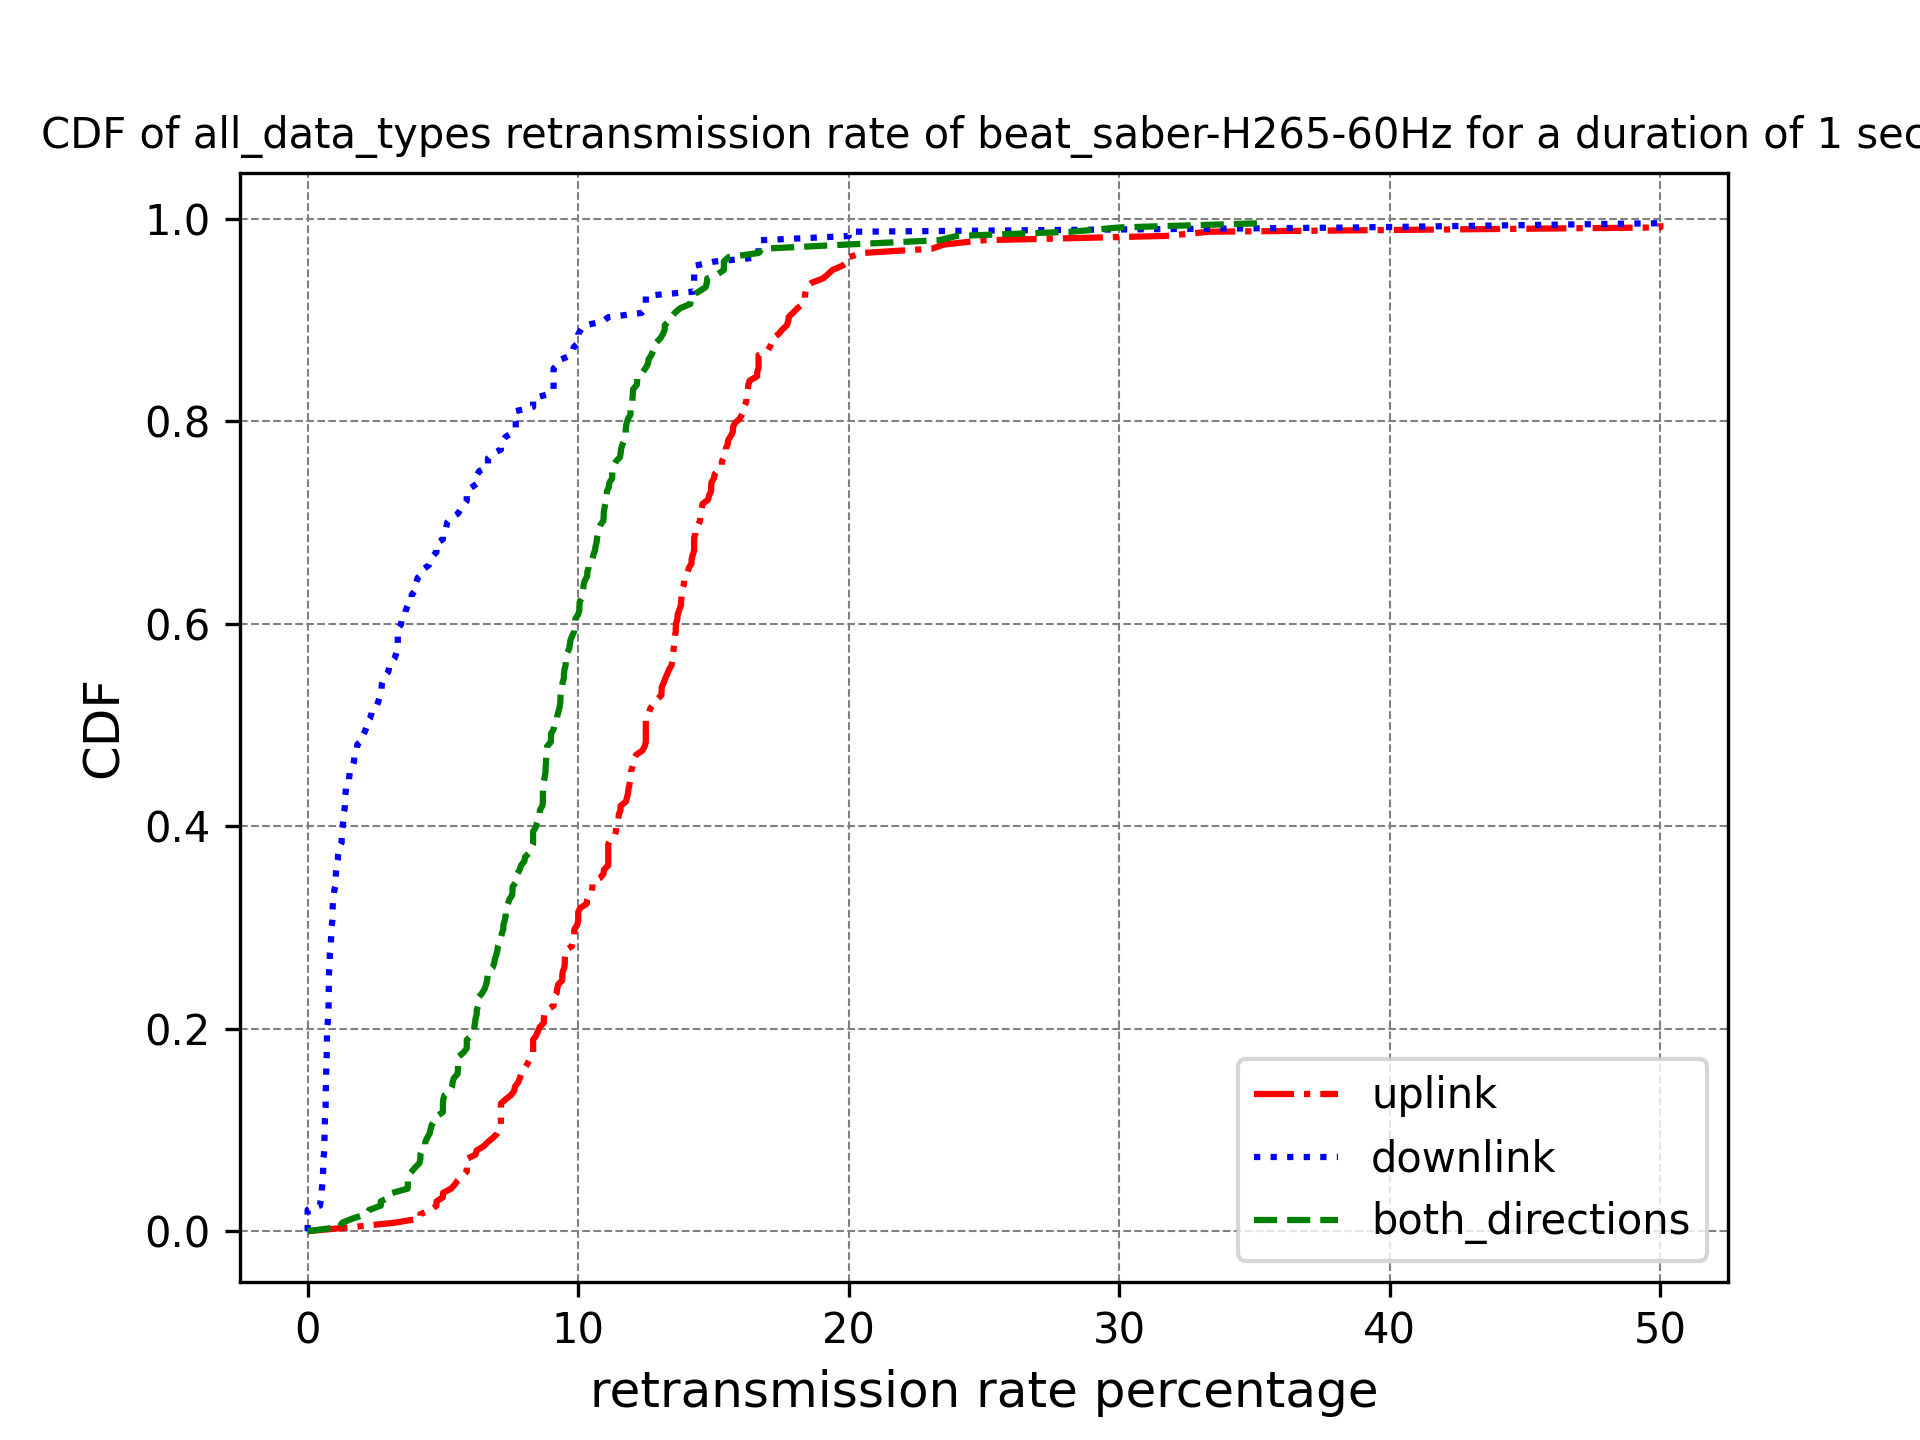 CDF of all_data_types retransmission rate of beat_saber-H265-60Hz for a duration of 1 sec
1.0
0.8
0.6
0.4
0.2
0.0
CDF
uplink
downlink
both_directions
0 10 20 30 40 50
retransmission rate percentage